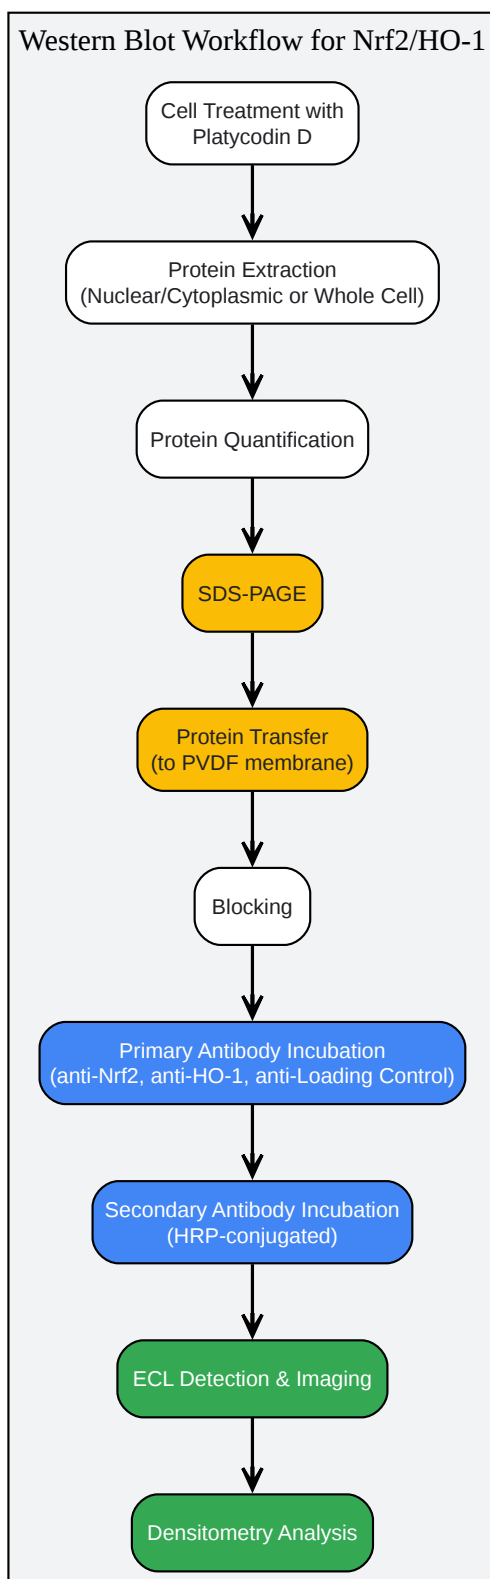 Western Blot Workflow for Nrf2/HO-1
Cell Treatment with
Platycodin D
Protein Extraction
(Nuclear/Cytoplasmic or Whole Cell)
Protein Quantification
SDS-PAGE
Protein Transfer
(to PVDF membrane)
Blocking
Primary Antibody Incubation
(anti-Nrf2, anti-HO-1, anti-Loading Control)
Secondary Antibody Incubation
(HRP-conjugated)
ECL Detection & Imaging
Densitometry Analysis